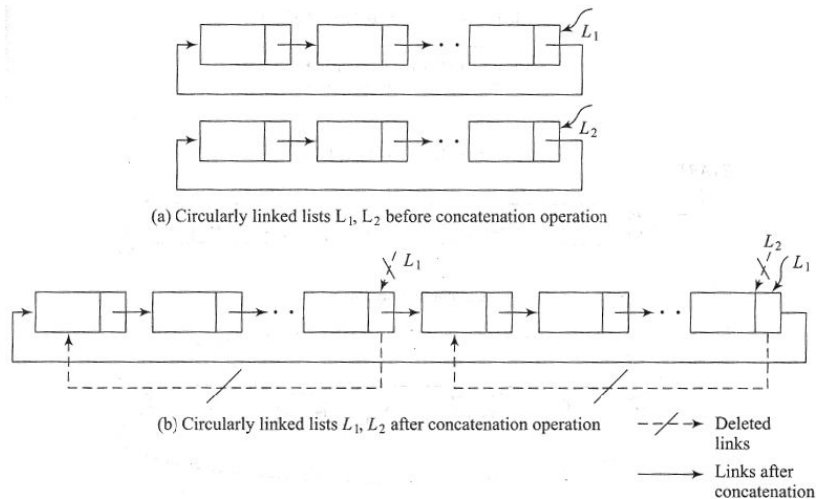 L₁
L₂
(a) Circularly linked lists L₁, L₂ before concatenation operation
L₁
L₂
L₁
(b) Circularly linked lists L₁, L₂ after concatenation operation
Deleted
links
Links after
concatenation